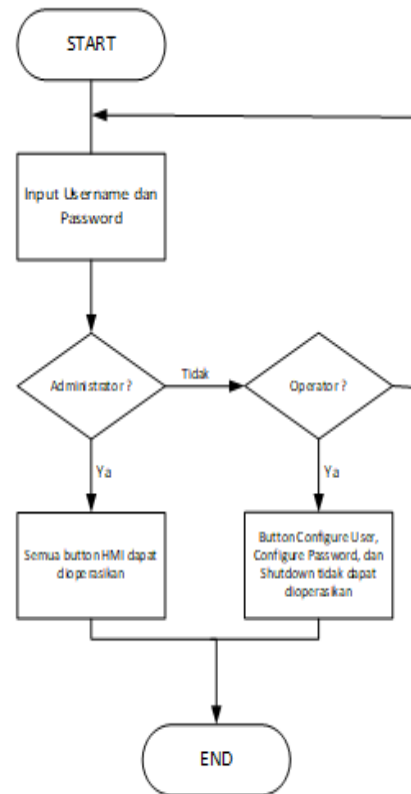 START
Input Username dan
Password
Administrator ?
Tidak
Operator ?
Ya
Ya
Semua button HMI dapat
dioperasikan
Button Configure User,
Configure Password, dan
Shutdown tidak dapat
dioperasikan
END